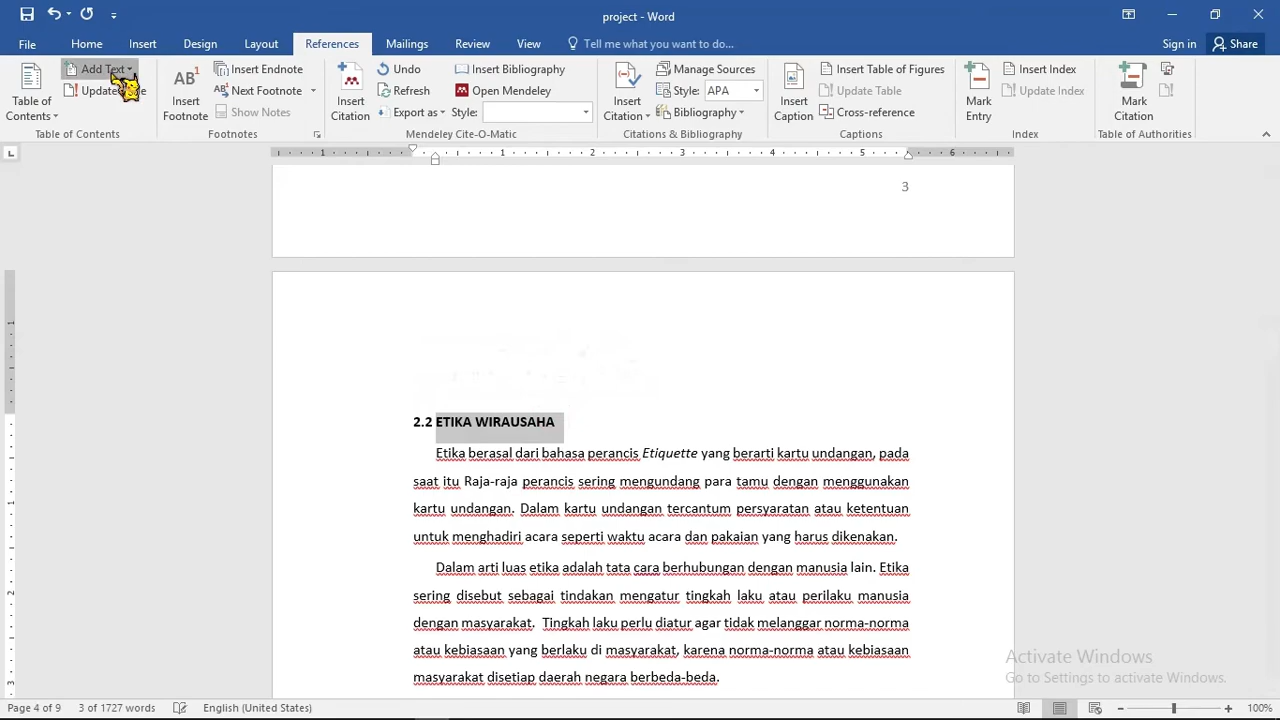 project - Word
File Home Insert Design Layout References Mailings Review View Tell me what you want to do... Sign in Share
Add Text Insert Endnote Undo Insert Bibliography Manage Sources Insert Table of Figures Insert Index
Table of Contents Insert Footnote AB1 Next Footnote Insert Citation Refresh Open Mendeley Insert Citation Style: APA Insert Caption Update Table Mark Entry Update Index Mark Citation
Show Notes Export as Style: Bibliography Cross-reference
Table of Contents Footnotes Mendeley Cite-O-Matic Citations & Bibliography Captions Index Table of Authorities
1 1 2 3 4 5 6
3
2.2 ETIKA WIRAUSAHA
Etika berasal dari bahasa perancis Etiquette yang berarti kartu undangan, pada
saat itu Raja-raja perancis sering mengundang para tamu dengan menggunakan
kartu undangan. Dalam kartu undangan tercantum persyaratan atau ketentuan
untuk menghadiri acara seperti waktu acara dan pakaian yang harus dikenakan.
Dalam arti luas etika adalah tata cara berhubungan dengan manusia lain. Etika
sering disebut sebagai tindakan mengatur tingkah laku atau perilaku manusia
dengan masyarakat. Tingkah laku perlu diatur agar tidak melanggar norma-norma
atau kebiasaan yang berlaku di masyarakat, karena norma-norma atau kebiasaan
masyarakat disetiap daerah negara berbeda-beda.
Activate Windows
Go to Settings to activate Windows.
Page 4 of 9 3 of 1727 words English (United States) 100%